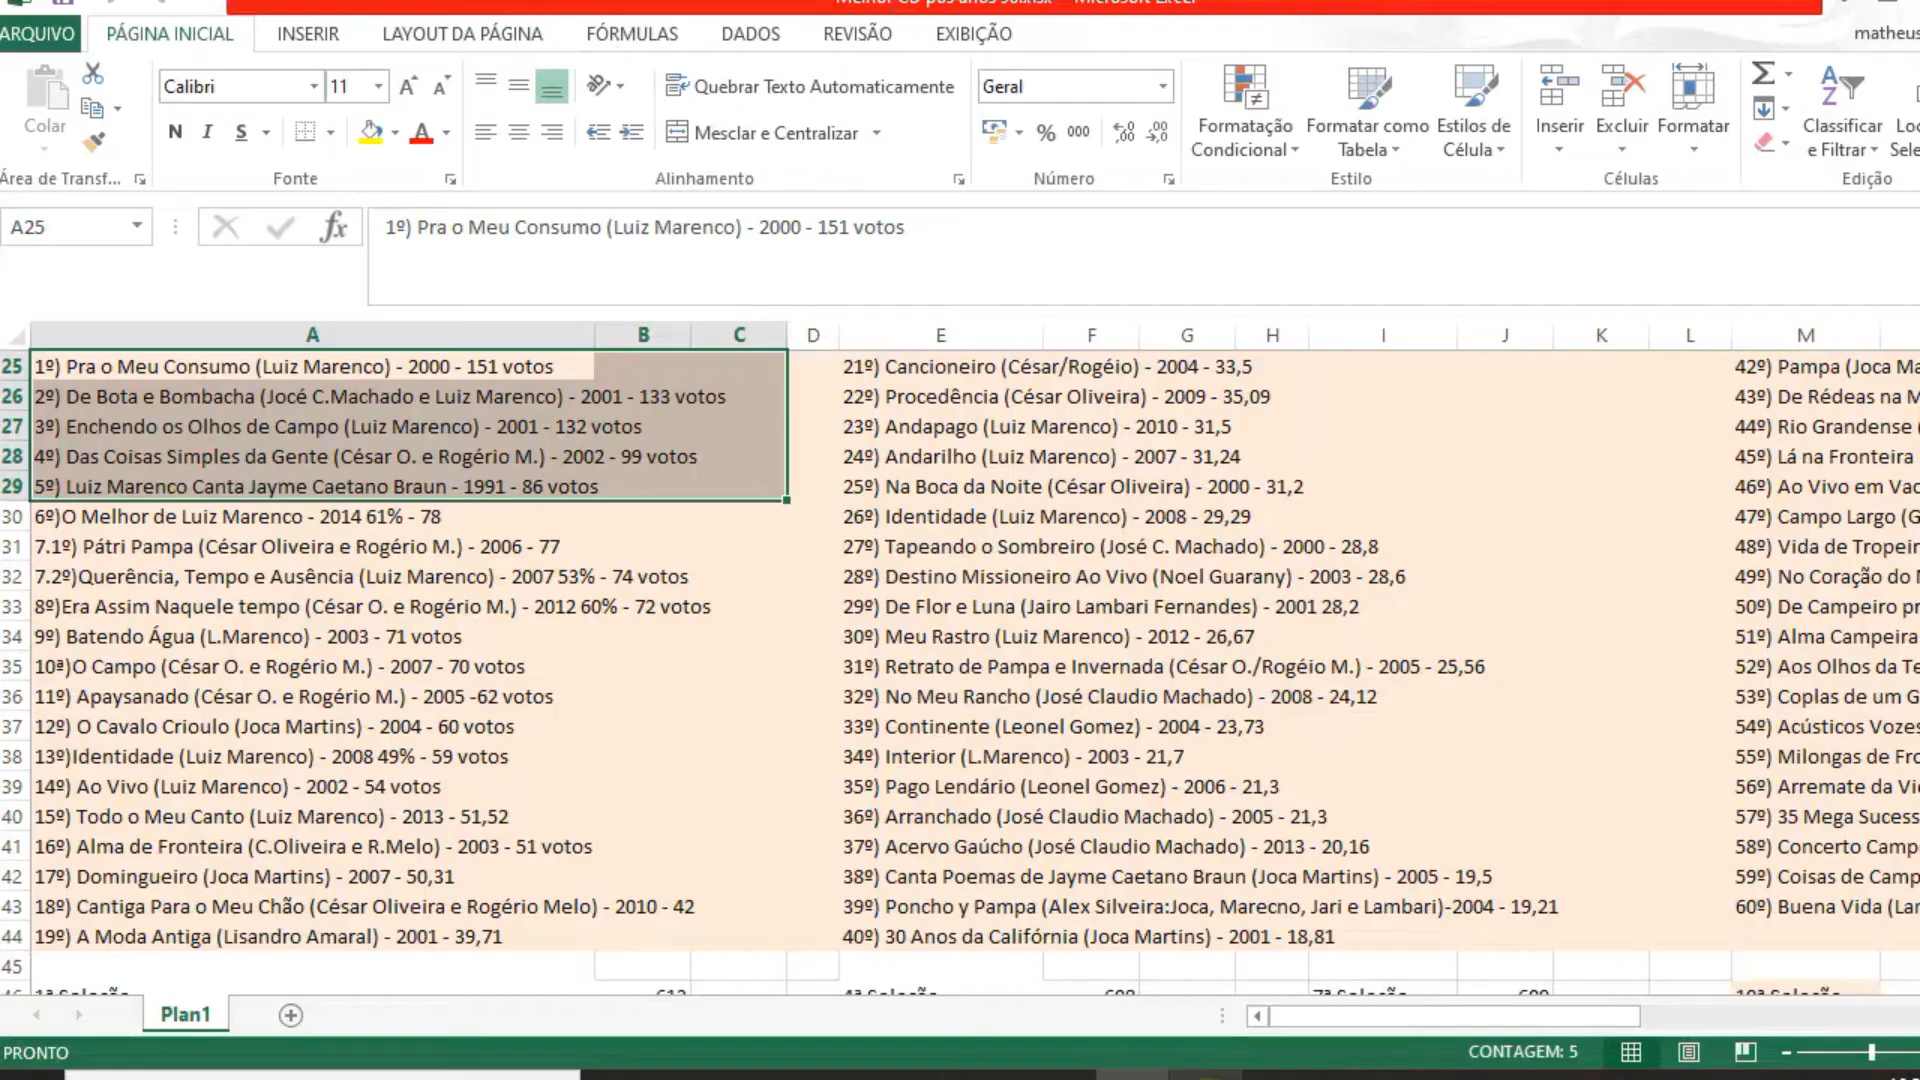 ARQUIVO PÁGINA INICIAL INSERIR LAYOUT DA PÁGINA FÓRMULAS DADOS REVISÃO EXIBIÇÃO matheus
Calibri 11 Quebrar Texto Automaticamente Geral
Colar N I S Mesclar e Centralizar % 000
Formatação Condicional Formatar como Tabela Estilos de Célula Inserir Excluir Formatar Classificar e Filtrar
Área de Transf... Fonte Alinhamento Número Estilo Células Edição
A25 fx 1º) Pra o Meu Consumo (Luiz Marenco) - 2000 - 151 votos
A B C D E F G H I J K L M
25 1º) Pra o Meu Consumo (Luiz Marenco) - 2000 - 151 votos 21º) Cancioneiro (César/Rogéio) - 2004 - 33,5 42º) Pampa (Joca Ma
26 2º) De Bota e Bombacha (Jocé C.Machado e Luiz Marenco) - 2001 - 133 votos 22º) Procedência (César Oliveira) - 2009 - 35,09 43º) De Rédeas na M
27 3º) Enchendo os Olhos de Campo (Luiz Marenco) - 2001 - 132 votos 23º) Andapago (Luiz Marenco) - 2010 - 31,5 44º) Rio Grandense (
28 4º) Das Coisas Simples da Gente (César O. e Rogério M.) - 2002 - 99 votos 24º) Andarilho (Luiz Marenco) - 2007 - 31,24 45º) Lá na Fronteira
29 5º) Luiz Marenco Canta Jayme Caetano Braun - 1991 - 86 votos 25º) Na Boca da Noite (César Oliveira) - 2000 - 31,2 46º) Ao Vivo em Vac
30 6º)O Melhor de Luiz Marenco - 2014 61% - 78 26º) Identidade (Luiz Marenco) - 2008 - 29,29 47º) Campo Largo (G
31 7.1º) Pátri Pampa (César Oliveira e Rogério M.) - 2006 - 77 27º) Tapeando o Sombreiro (José C. Machado) - 2000 - 28,8 48º) Vida de Tropeir
32 7.2º)Querência, Tempo e Ausência (Luiz Marenco) - 2007 53% - 74 votos 28º) Destino Missioneiro Ao Vivo (Noel Guarany) - 2003 - 28,6 49º) No Coração do
33 8º)Era Assim Naquele tempo (César O. e Rogério M.) - 2012 60% - 72 votos 29º) De Flor e Luna (Jairo Lambari Fernandes) - 2001 28,2 50º) De Campeiro pr
34 9º) Batendo Água (L.Marenco) - 2003 - 71 votos 30º) Meu Rastro (Luiz Marenco) - 2012 - 26,67 51º) Alma Campeira
35 10ª)O Campo (César O. e Rogério M.) - 2007 - 70 votos 31º) Retrato de Pampa e Invernada (César O./Rogéio M.) - 2005 - 25,56 52º) Aos Olhos da Te
36 11º) Apaysanado (César O. e Rogério M.) - 2005 -62 votos 32º) No Meu Rancho (José Claudio Machado) - 2008 - 24,12 53º) Coplas de um G
37 12º) O Cavalo Crioulo (Joca Martins) - 2004 - 60 votos 33º) Continente (Leonel Gomez) - 2004 - 23,73 54º) Acústicos Vozes
38 13º)Identidade (Luiz Marenco) - 2008 49% - 59 votos 34º) Interior (L.Marenco) - 2003 - 21,7 55º) Milongas de Fro
39 14º) Ao Vivo (Luiz Marenco) - 2002 - 54 votos 35º) Pago Lendário (Leonel Gomez) - 2006 - 21,3 56º) Arremate da Vi
40 15º) Todo o Meu Canto (Luiz Marenco) - 2013 - 51,52 36º) Arranchado (José Claudio Machado) - 2005 - 21,3 57º) 35 Mega Sucess
41 16º) Alma de Fronteira (C.Oliveira e R.Melo) - 2003 - 51 votos 37º) Acervo Gaúcho (José Claudio Machado) - 2013 - 20,16 58º) Concerto Camp
42 17º) Domingueiro (Joca Martins) - 2007 - 50,31 38º) Canta Poemas de Jayme Caetano Braun (Joca Martins) - 2005 - 19,5 59º) Coisas de Camp
43 18º) Cantiga Para o Meu Chão (César Oliveira e Rogério Melo) - 2010 - 42 39º) Poncho y Pampa (Alex Silveira:Joca, Marecno, Jari e Lambari)-2004 - 19,21 60º) Buena Vida (Lar
44 19º) A Moda Antiga (Lisandro Amaral) - 2001 - 39,71 40º) 30 Anos da Califórnia (Joca Martins) - 2001 - 18,81
45
Plan1
PRONTO CONTAGEM: 5